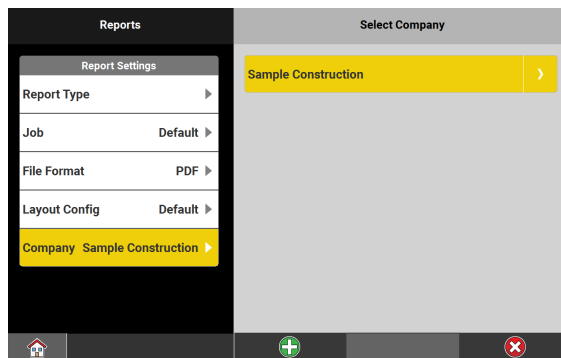 Reports
Report Settings
Report Type
Job Default
File Format PDF
Layout Config Default
Company Sample Construction
Select Company
Sample Construction